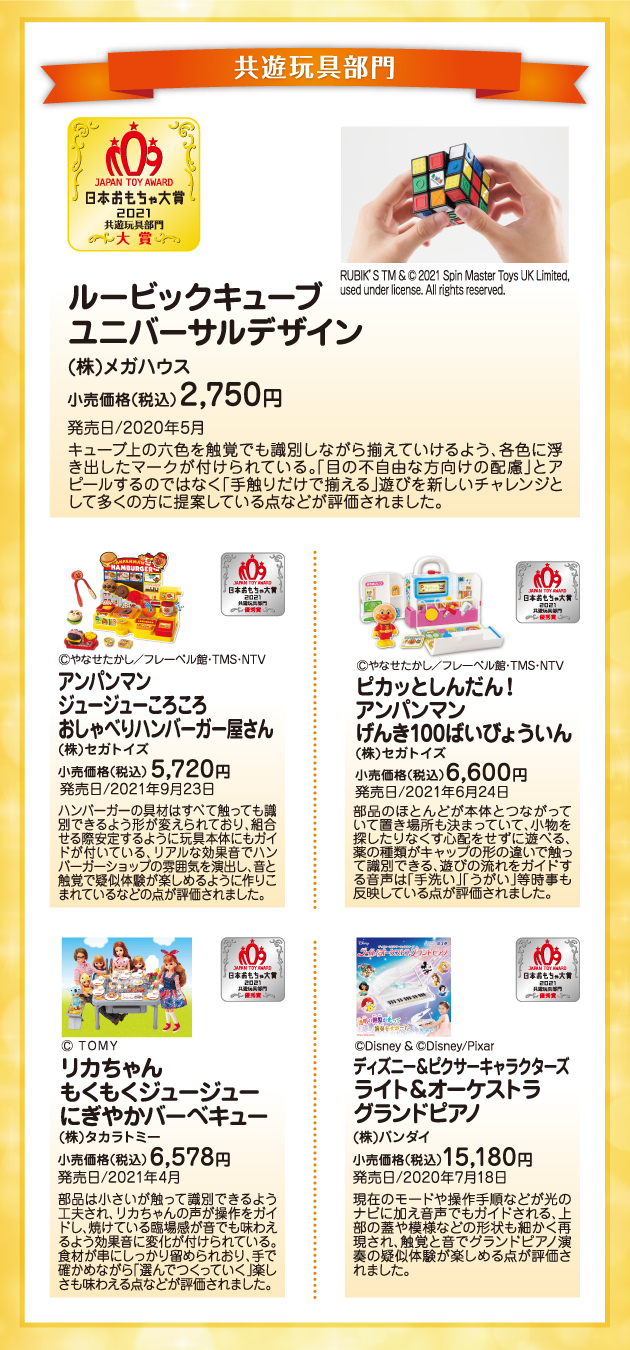 共遊玩具部門
JAPAN TOY AWARD
日本おもちゃ大賞
2021
共遊玩具部門
大賞
RUBIK'S TM & © 2021 Spin Master Toys UK Limited,
used under license. All rights reserved.
ルービックキューブ
ユニバーサルデザイン
(株)メガハウス
小売価格(税込)2,750円
発売日/2020年5月
キューブ上の六色を触覚でも識別しながら揃えていけるよう、各色に浮
き出したマークが付けられている。「目の不自由な方向けの配慮」とア
ピールするのではなく「手触りだけで揃える」遊びを新しいチャレンジと
して多くの方に提案している点などが評価されました。
ANPANMAN
HAMBURGER
JAPAN TOY AWARD
日本おもちゃ大賞
2021
共遊玩具部門
優秀賞
©やなせたかし/フレーベル館・TMS・NTV
アンパンマン
ジュージューころころ
おしゃべりハンバーガー屋さん
(株)セガトイズ
小売価格(税込)5,720円
発売日/2021年9月23日
ハンバーガーの具材はすべて触っても識
別できるよう形が変えられており、組合
せる際安定するように玩具本体にもガイ
ドが付いている、リアルな効果音でハン
バーガーショップの雰囲気を演出し、音と
触覚で疑似体験が楽しめるように作りこ
まれているなどの点が評価されました。
JAPAN TOY AWARD
日本おもちゃ大賞
2021
共遊玩具部門
優秀賞
©やなせたかし/フレーベル館・TMS・NTV
ピカッとしんだん!
アンパンマン
げんき100ばいびょういん
(株)セガトイズ
小売価格(税込)6,600円
発売日/2021年6月24日
部品のほとんどが本体とつながって
いて置き場所も決まっていて、小物を
探したりなくす心配をせずに遊べる、
薬の種類がキャップの形の違いで触っ
て識別できる、遊びの流れをガイドす
る音声は「手洗い」「うがい」等時事も
反映している点が評価されました。
JAPAN TOY AWARD
日本おもちゃ大賞
2021
共遊玩具部門
優秀賞
© TOMY
リカちゃん
もくもくジュージュー
にぎやかバーベキュー
(株)タカラトミー
小売価格(税込)6,578円
発売日/2021年4月
部品は小さいが触って識別できるよう
工夫され、リカちゃんの声が操作をガイ
ドし、焼けている臨場感が音でも味わえ
るよう効果音に変化が付けられている。
食材が串にしっかり留められており、手で
確かめながら「選んでつくっていく」楽し
さも味わえる点などが評価されました。
Disney
JAPAN TOY AWARD
日本おもちゃ大賞
2021
共遊玩具部門
優秀賞
©Disney & ©Disney/Pixar
ディズニー&ピクサーキャラクターズ
ライト&オーケストラ
グランドピアノ
(株)バンダイ
小売価格(税込)15,180円
発売日/2020年7月18日
現在のモードや操作手順などが光の
ナビに加え音声でもガイドされる、上
部の蓋や模様などの形状も細かく再
現され、触覚と音でグランドピアノ演
奏の疑似体験が楽しめる点が評価さ
れました。